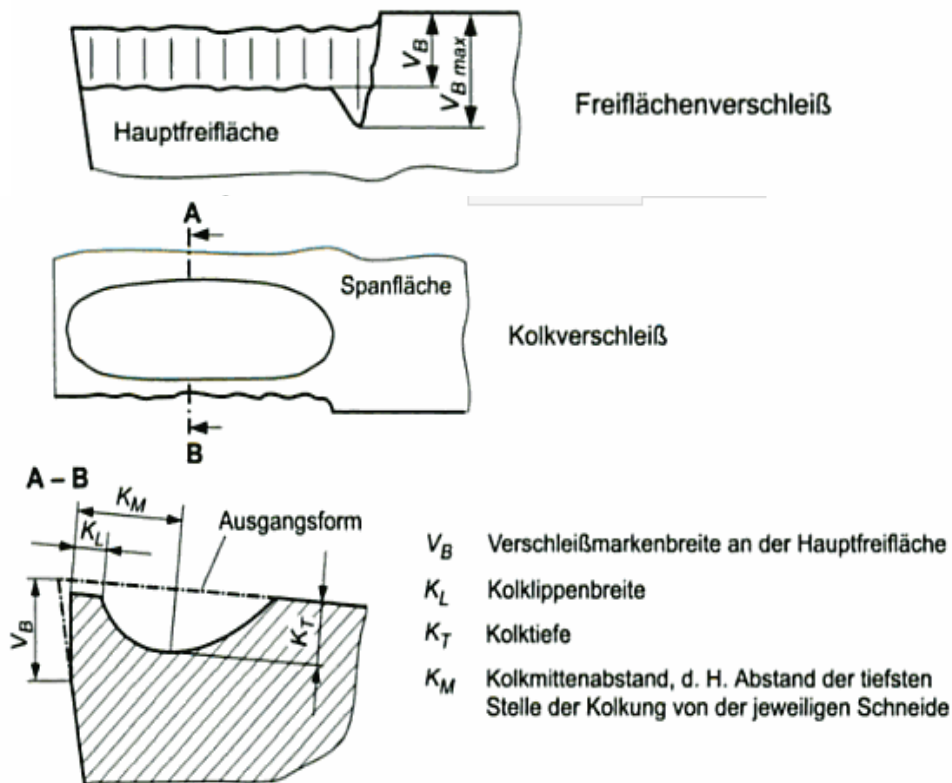 V_B
V_B max
Freiflächenverschleiß
Hauptfreifläche
A
Spanfläche
Kolkverschleiß
B
A – B
K_M
K_L
Ausgangsform
V_B
K_T
V_B Verschleißmarkenbreite an der Hauptfreifläche
K_L Kolklippenbreite
K_T Kolktiefe
K_M Kolkmittenabstand, d. H. Abstand der tiefsten
Stelle der Kolkung von der jeweiligen Schneide